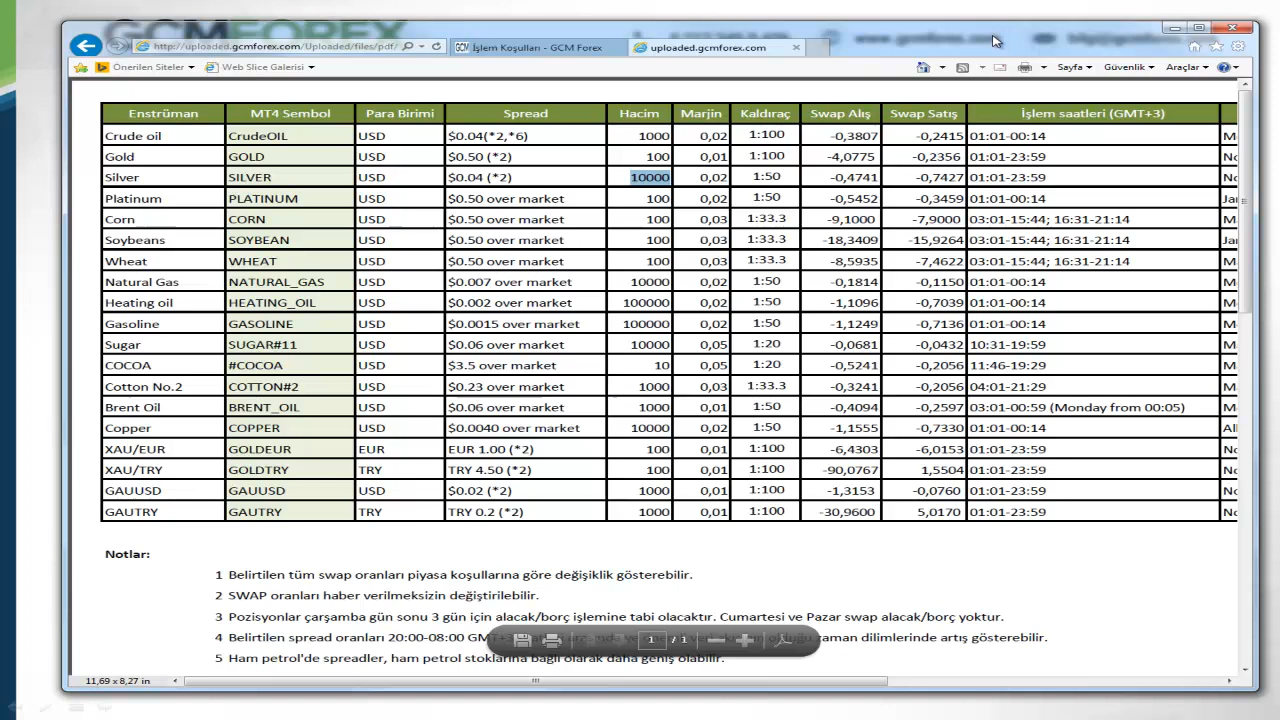 GCMFOREX
http://uploaded.gcmforex.com/Uploaded/files/pdf/
İşlem Koşulları - GCM Forex
uploaded.gcmforex.com
Önerilen Siteler
Web Slice Galerisi
Sayfa
Güvenlik
Araçlar
Enstrüman MT4 Sembol Para Birimi Spread Hacim Marjin Kaldıraç Swap Alış Swap Satış İşlem saatleri (GMT+3)
Crude oil CrudeOIL USD $0.04(*2,*6) 1000 0,02 1:100 -0,3807 -0,2415 01:01-00:14
Gold GOLD USD $0.50 (*2) 100 0,01 1:100 -4,0775 -0,2356 01:01-23:59
Silver SILVER USD $0.04 (*2) 10000 0,02 1:50 -0,4741 -0,7427 01:01-23:59
Platinum PLATINUM USD $0.50 over market 100 0,02 1:50 -0,5452 -0,3459 01:01-00:14
Corn CORN USD $0.50 over market 100 0,03 1:33.3 -9,1000 -7,9000 03:01-15:44; 16:31-21:14
Soybeans SOYBEAN USD $0.50 over market 100 0,03 1:33.3 -18,3409 -15,9264 03:01-15:44; 16:31-21:14
Wheat WHEAT USD $0.50 over market 100 0,03 1:33.3 -8,5935 -7,4622 03:01-15:44; 16:31-21:14
Natural Gas NATURAL_GAS USD $0.007 over market 10000 0,02 1:50 -0,1814 -0,1150 01:01-00:14
Heating oil HEATING_OIL USD $0.002 over market 100000 0,02 1:50 -1,1096 -0,7039 01:01-00:14
Gasoline GASOLINE USD $0.0015 over market 100000 0,02 1:50 -1,1249 -0,7136 01:01-00:14
Sugar SUGAR#11 USD $0.06 over market 10000 0,05 1:20 -0,0681 -0,0432 10:31-19:59
COCOA #COCOA USD $3.5 over market 10 0,05 1:20 -0,5241 -0,2056 11:46-19:29
Cotton No.2 COTTON#2 USD $0.23 over market 1000 0,03 1:33.3 -0,3241 -0,2056 04:01-21:29
Brent Oil BRENT_OIL USD $0.06 over market 1000 0,01 1:50 -0,4094 -0,2597 03:01-00:59 (Monday from 00:05)
Copper COPPER USD $0.0040 over market 10000 0,02 1:50 -1,1555 -0,7330 01:01-00:14
XAU/EUR GOLDEUR EUR EUR 1.00 (*2) 100 0,01 1:100 -6,4303 -6,0153 01:01-23:59
XAU/TRY GOLDTRY TRY TRY 4.50 (*2) 100 0,01 1:100 -90,0767 1,5504 01:01-23:59
GAUUSD GAUUSD USD $0.02 (*2) 1000 0,01 1:100 -1,3153 -0,0760 01:01-23:59
GAUTRY GAUTRY TRY TRY 0.2 (*2) 1000 0,01 1:100 -30,9600 5,0170 01:01-23:59
Notlar:
1 Belirtilen tüm swap oranları piyasa koşullarına göre değişiklik gösterebilir.
2 SWAP oranları haber verilmeksizin değiştirilebilir.
3 Pozisyonlar çarşamba gün sonu 3 gün için alacak/borç işlemine tabi olacaktır. Cumartesi ve Pazar swap alacak/borç yoktur.
4 Belirtilen spread oranları 20:00-08:00 zaman dilimlerinde artış gösterebilir.
5 Ham petrol'de spreadler, ham petrol stoklarına bağlı olarak daha geniş olabilir.
1 / 1
11,69 x 8,27 in